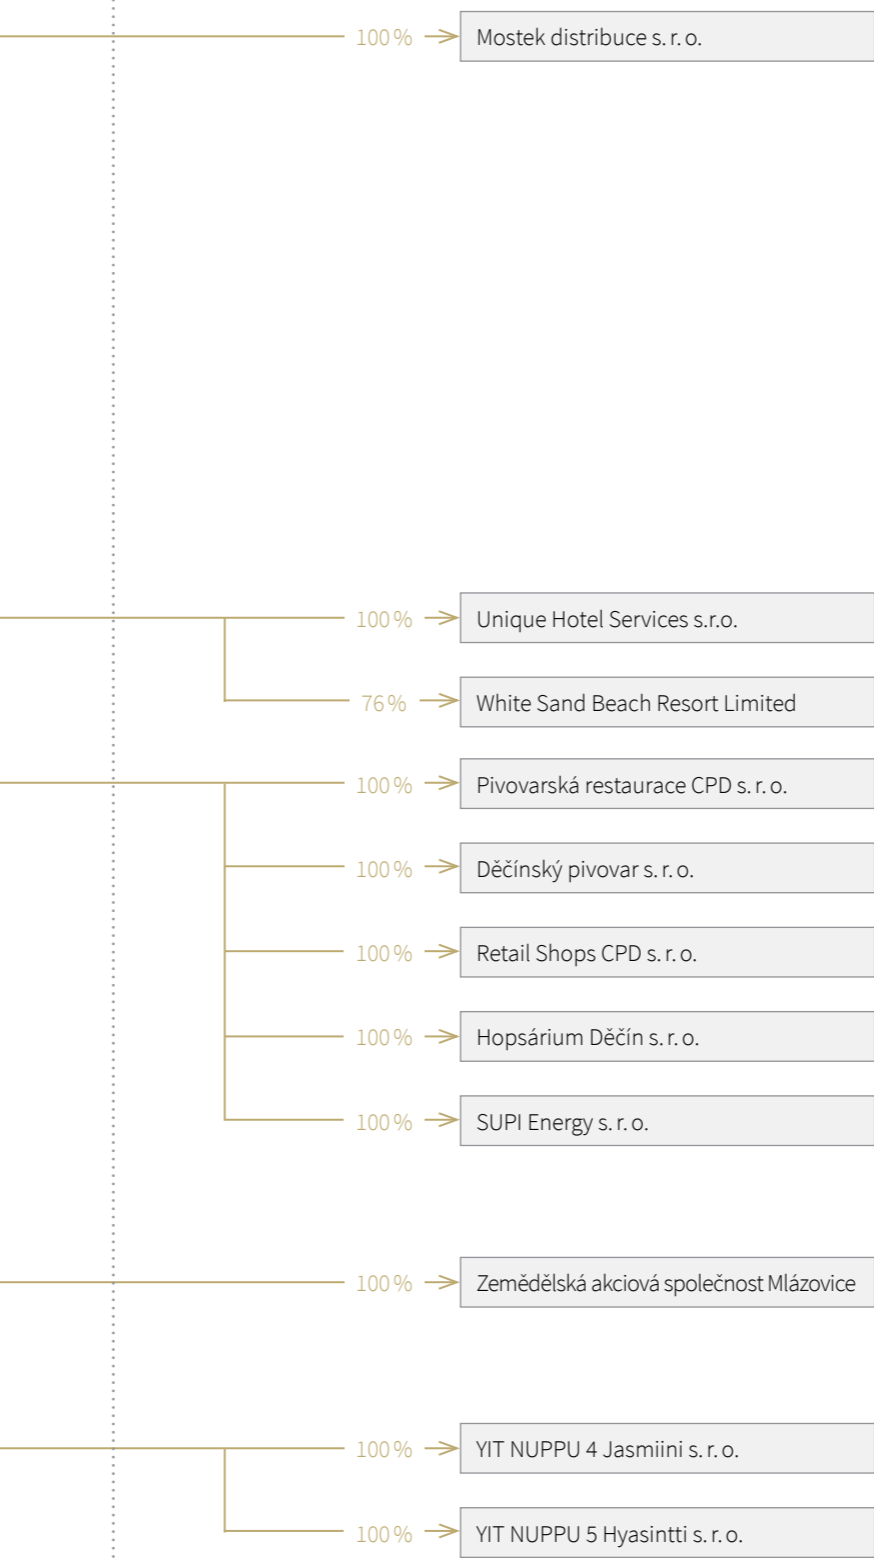 100 % Mostek distribuce s. r. o.
100 % Unique Hotel Services s.r.o.
76 % White Sand Beach Resort Limited
100 % Pivovarská restaurace CPD s. r. o.
100 % Děčínský pivovar s. r. o.
100 % Retail Shops CPD s. r. o.
100 % Hopsárium Děčín s. r. o.
100 % SUPI Energy s. r. o.
100 % Zemědělská akciová společnost Mlázovice
100 % YIT NUPPU 4 Jasmiini s. r. o.
100 % YIT NUPPU 5 Hyasintti s. r. o.